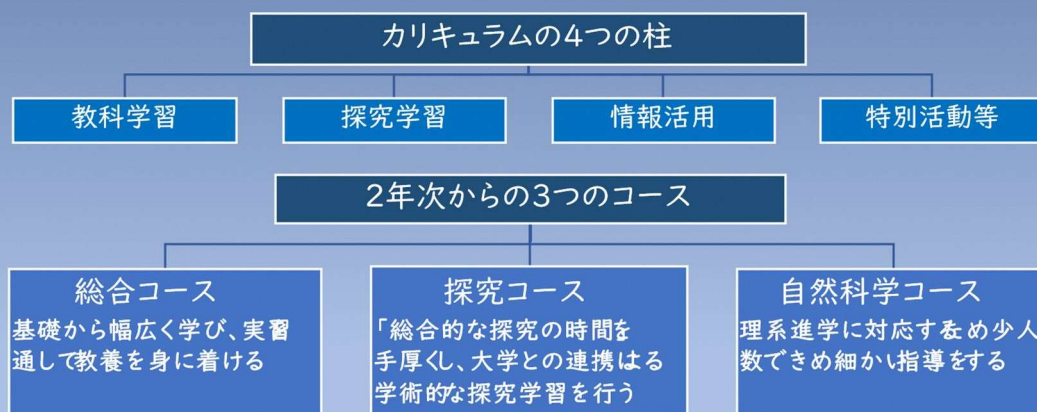 カリキュラムの4つの柱
教科学習
探究学習
情報活用
特別活動等
2年次からの3つのコース
総合コース
基礎から幅広く学び、実習
通して教養を身に着ける
探究コース
「総合的な探究の時間を
手厚くし、大学との連携はる
学術的な探究学習を行う
自然科学コース
理系進学に対応するため少人
数できめ細かい指導をする